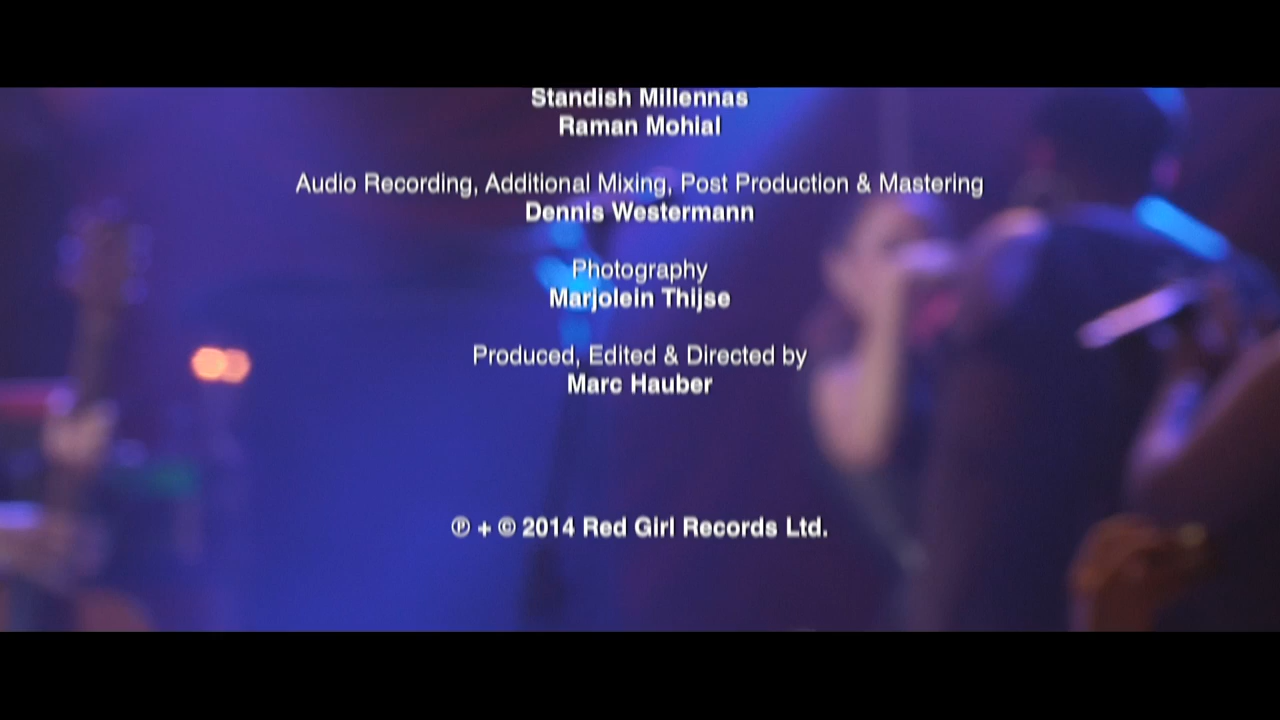 Standish Millennas
Raman Mohial
Audio Recording, Additional Mixing, Post Production & Mastering
Dennis Westermann
Photography
Marjolein Thijse
Produced, Edited & Directed by
Marc Hauber
℗ + © 2014 Red Girl Records Ltd.